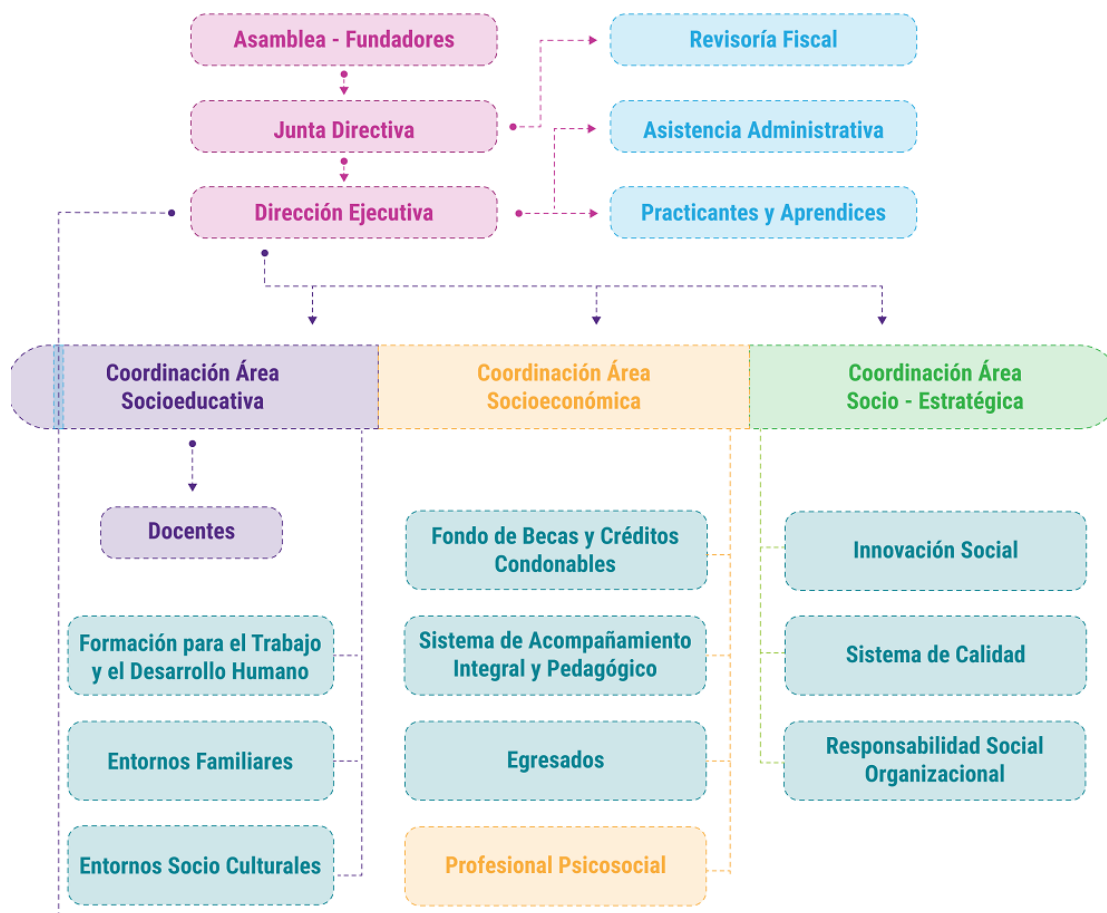 Asamblea - Fundadores
Revisoría Fiscal
Junta Directiva
Asistencia Administrativa
Dirección Ejecutiva
Practicantes y Aprendices
Coordinación Área
Socioeducativa
Coordinación Área
Socioeconómica
Coordinación Área
Socio - Estratégica
Docentes
Formación para el Trabajo
y el Desarrollo Humano
Entornos Familiares
Entornos Socio Culturales
Fondo de Becas y Créditos
Condonables
Sistema de Acompañamiento
Integral y Pedagógico
Egresados
Profesional Psicosocial
Innovación Social
Sistema de Calidad
Responsabilidad Social
Organizacional